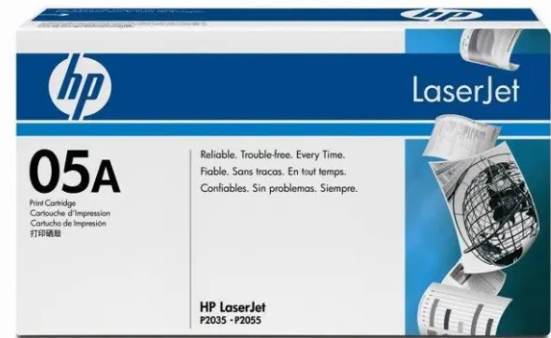 hp
LaserJet
05A
Print Cartridge
Cartouche d'Impression
Cartucho de Impresión
打印硒鼓
Reliable. Trouble-free. Every Time.
Fiable. Sans tracas. En tout temps.
Confiables. Sin problemas. Siempre.
HP LaserJet
P2035 - P2055